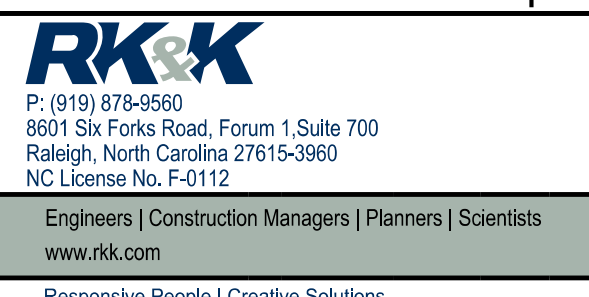 RK&K
P: (919) 878-9560
8601 Six Forks Road, Forum 1,Suite 700
Raleigh, North Carolina 27615-3960
NC License No. F-0112
Engineers | Construction Managers | Planners | Scientists
www.rkk.com
Responsive People | Creative Solutions